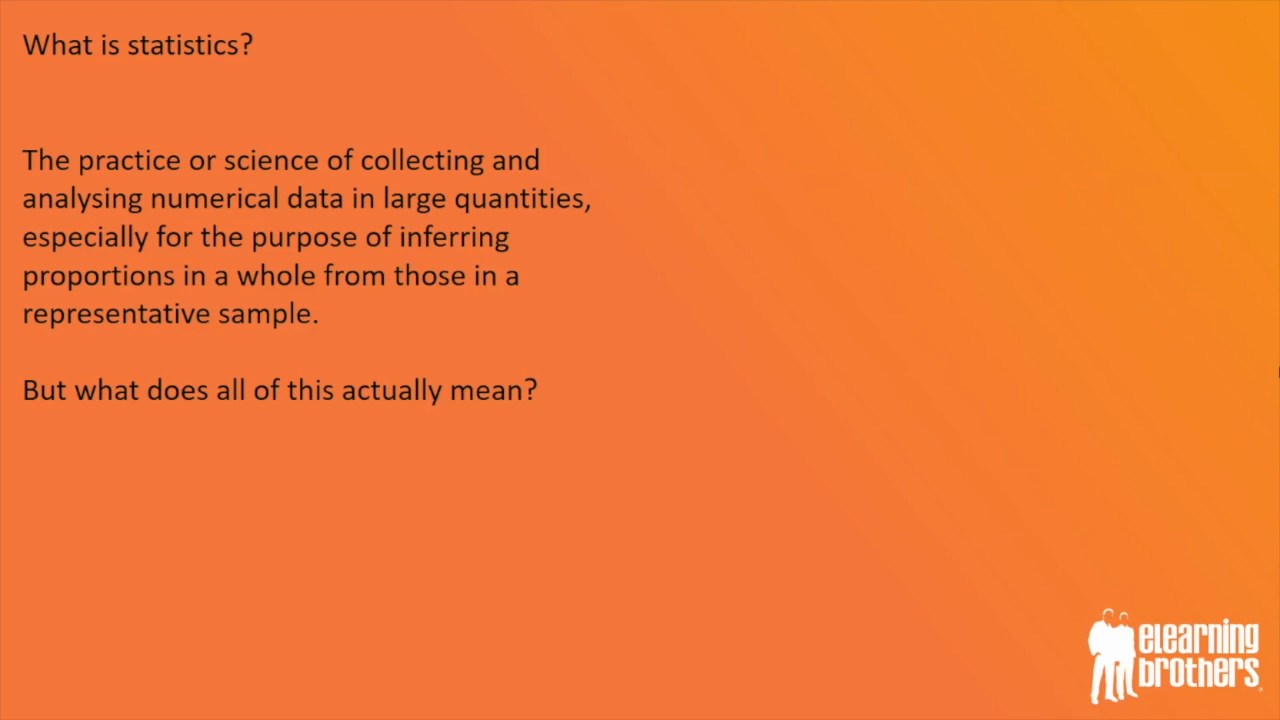 What is statistics?
The practice or science of collecting and
analysing numerical data in large quantities,
especially for the purpose of inferring
proportions in a whole from those in a
representative sample.
But what does all of this actually mean?
eLearning
brothers